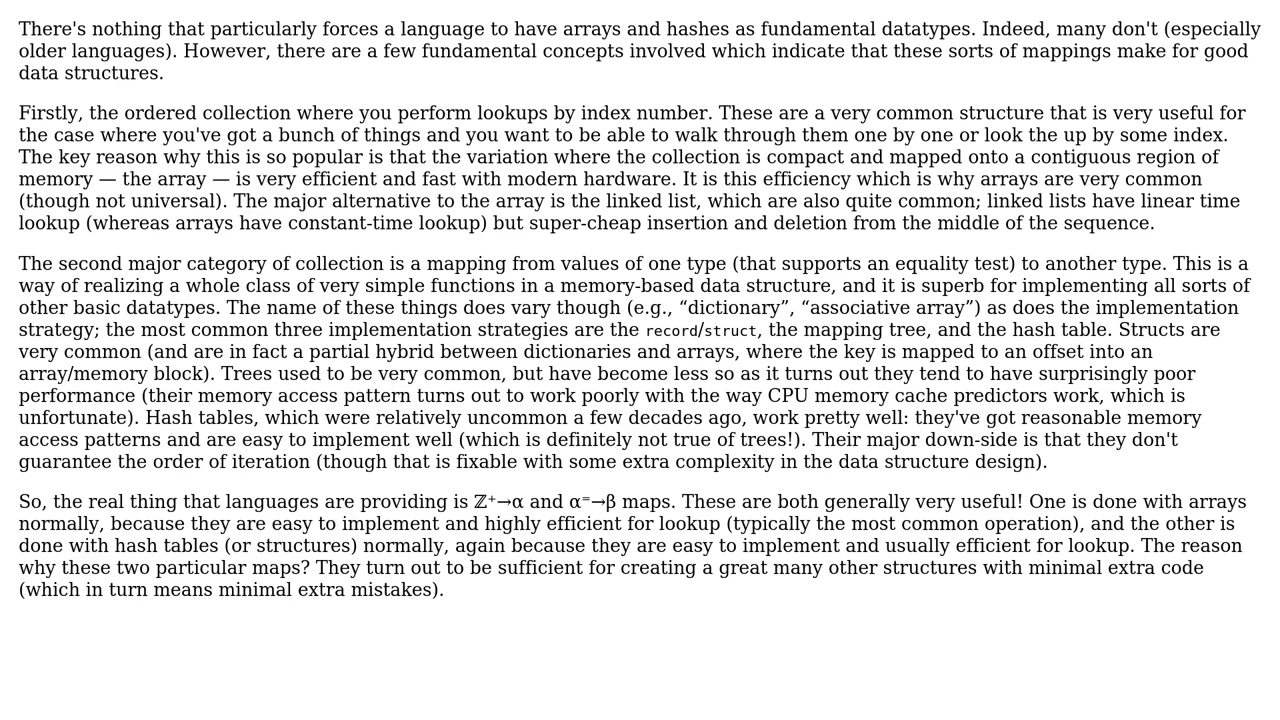 There's nothing that particularly forces a language to have arrays and hashes as fundamental datatypes. Indeed, many don't (especially
older languages). However, there are a few fundamental concepts involved which indicate that these sorts of mappings make for good
data structures.
Firstly, the ordered collection where you perform lookups by index number. These are a very common structure that is very useful for
the case where you've got a bunch of things and you want to be able to walk through them one by one or look the up by some index.
The key reason why this is so popular is that the variation where the collection is compact and mapped onto a contiguous region of
memory — the array — is very efficient and fast with modern hardware. It is this efficiency which is why arrays are very common
(though not universal). The major alternative to the array is the linked list, which are also quite common; linked lists have linear time
lookup (whereas arrays have constant-time lookup) but super-cheap insertion and deletion from the middle of the sequence.
The second major category of collection is a mapping from values of one type (that supports an equality test) to another type. This is a
way of realizing a whole class of very simple functions in a memory-based data structure, and it is superb for implementing all sorts of
other basic datatypes. The name of these things does vary though (e.g., “dictionary”, “associative array”) as does the implementation
strategy; the most common three implementation strategies are the record/struct, the mapping tree, and the hash table. Structs are
very common (and are in fact a partial hybrid between dictionaries and arrays, where the key is mapped to an offset into an
array/memory block). Trees used to be very common, but have become less so as it turns out they tend to have surprisingly poor
performance (their memory access pattern turns out to work poorly with the way CPU memory cache predictors work, which is
unfortunate). Hash tables, which were relatively uncommon a few decades ago, work pretty well: they've got reasonable memory
access patterns and are easy to implement well (which is definitely not true of trees!). Their major down-side is that they don't
guarantee the order of iteration (though that is fixable with some extra complexity in the data structure design).
So, the real thing that languages are providing is ℤ⁺→α and α⁼→β maps. These are both generally very useful! One is done with arrays
normally, because they are easy to implement and highly efficient for lookup (typically the most common operation), and the other is
done with hash tables (or structures) normally, again because they are easy to implement and usually efficient for lookup. The reason
why these two particular maps? They turn out to be sufficient for creating a great many other structures with minimal extra code
(which in turn means minimal extra mistakes).